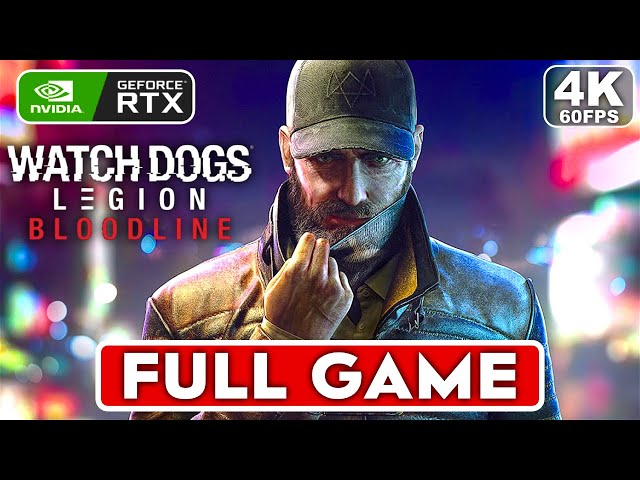 NVIDIA
GEFORCE
RTX
4K
60FPS
WATCH DOGS
LEGION
BLOODLINE
FULL GAME